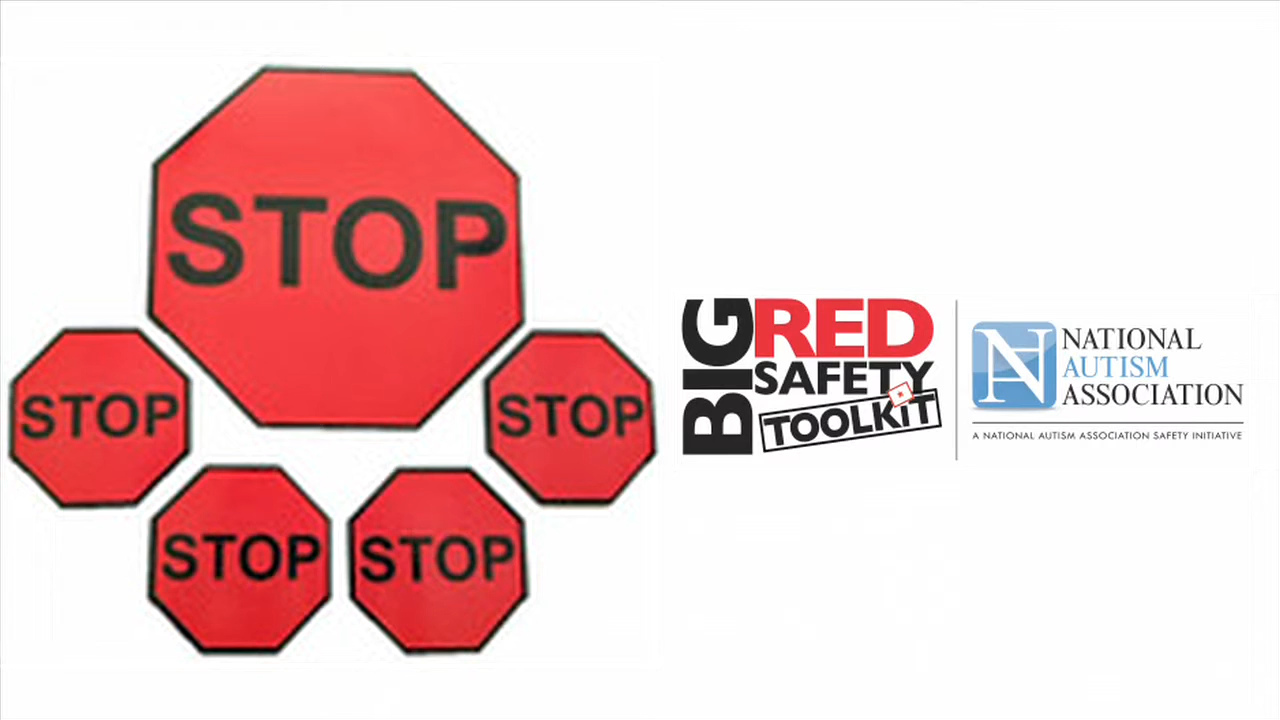 STOP
STOP
STOP
STOP
STOP
BIG
RED
SAFETY
TOOLKIT
NATIONAL
AUTISM
ASSOCIATION
A NATIONAL AUTISM ASSOCIATION SAFETY INITIATIVE